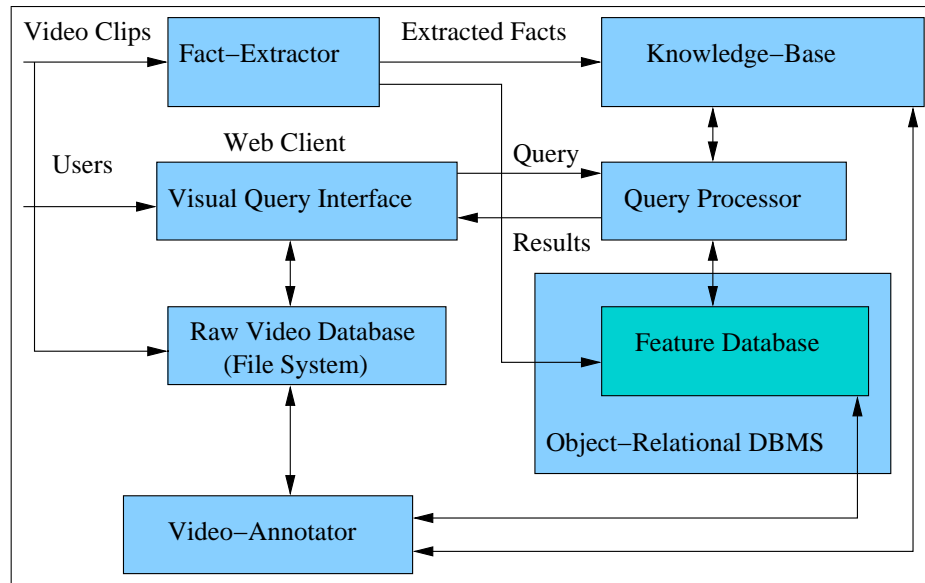 Video Clips
Fact−Extractor
Extracted Facts
Knowledge−Base
Users
Web Client
Visual Query Interface
Query
Query Processor
Results
Raw Video Database
(File System)
Feature Database
Object−Relational DBMS
Video−Annotator